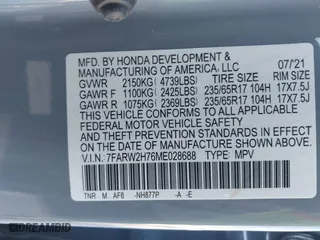 MFD. BY HONDA DEVELOPMENT &
MANUFACTURING OF AMERICA, LLC 07/'21
GVWR 2150KG (4739LBS) TIRE SIZE RIM SIZE
GAWR F 1100KG (2425LBS) 235/65R17 104H 17X7.5J
GAWR R 1075KG (2369LBS) 235/65R17 104H 17X7.5J
THIS VEHICLE CONFORMS TO ALL APPLICABLE
FEDERAL MOTOR VEHICLE SAFETY STANDARDS
IN EFFECT ON THE DATE OF MANUFACTURE
SHOWN ABOVE.
V.I.N.: 7FARW2H76ME028688 TYPE: MPV
TNR M AF6 -NH877P -A -E
DREAMBID